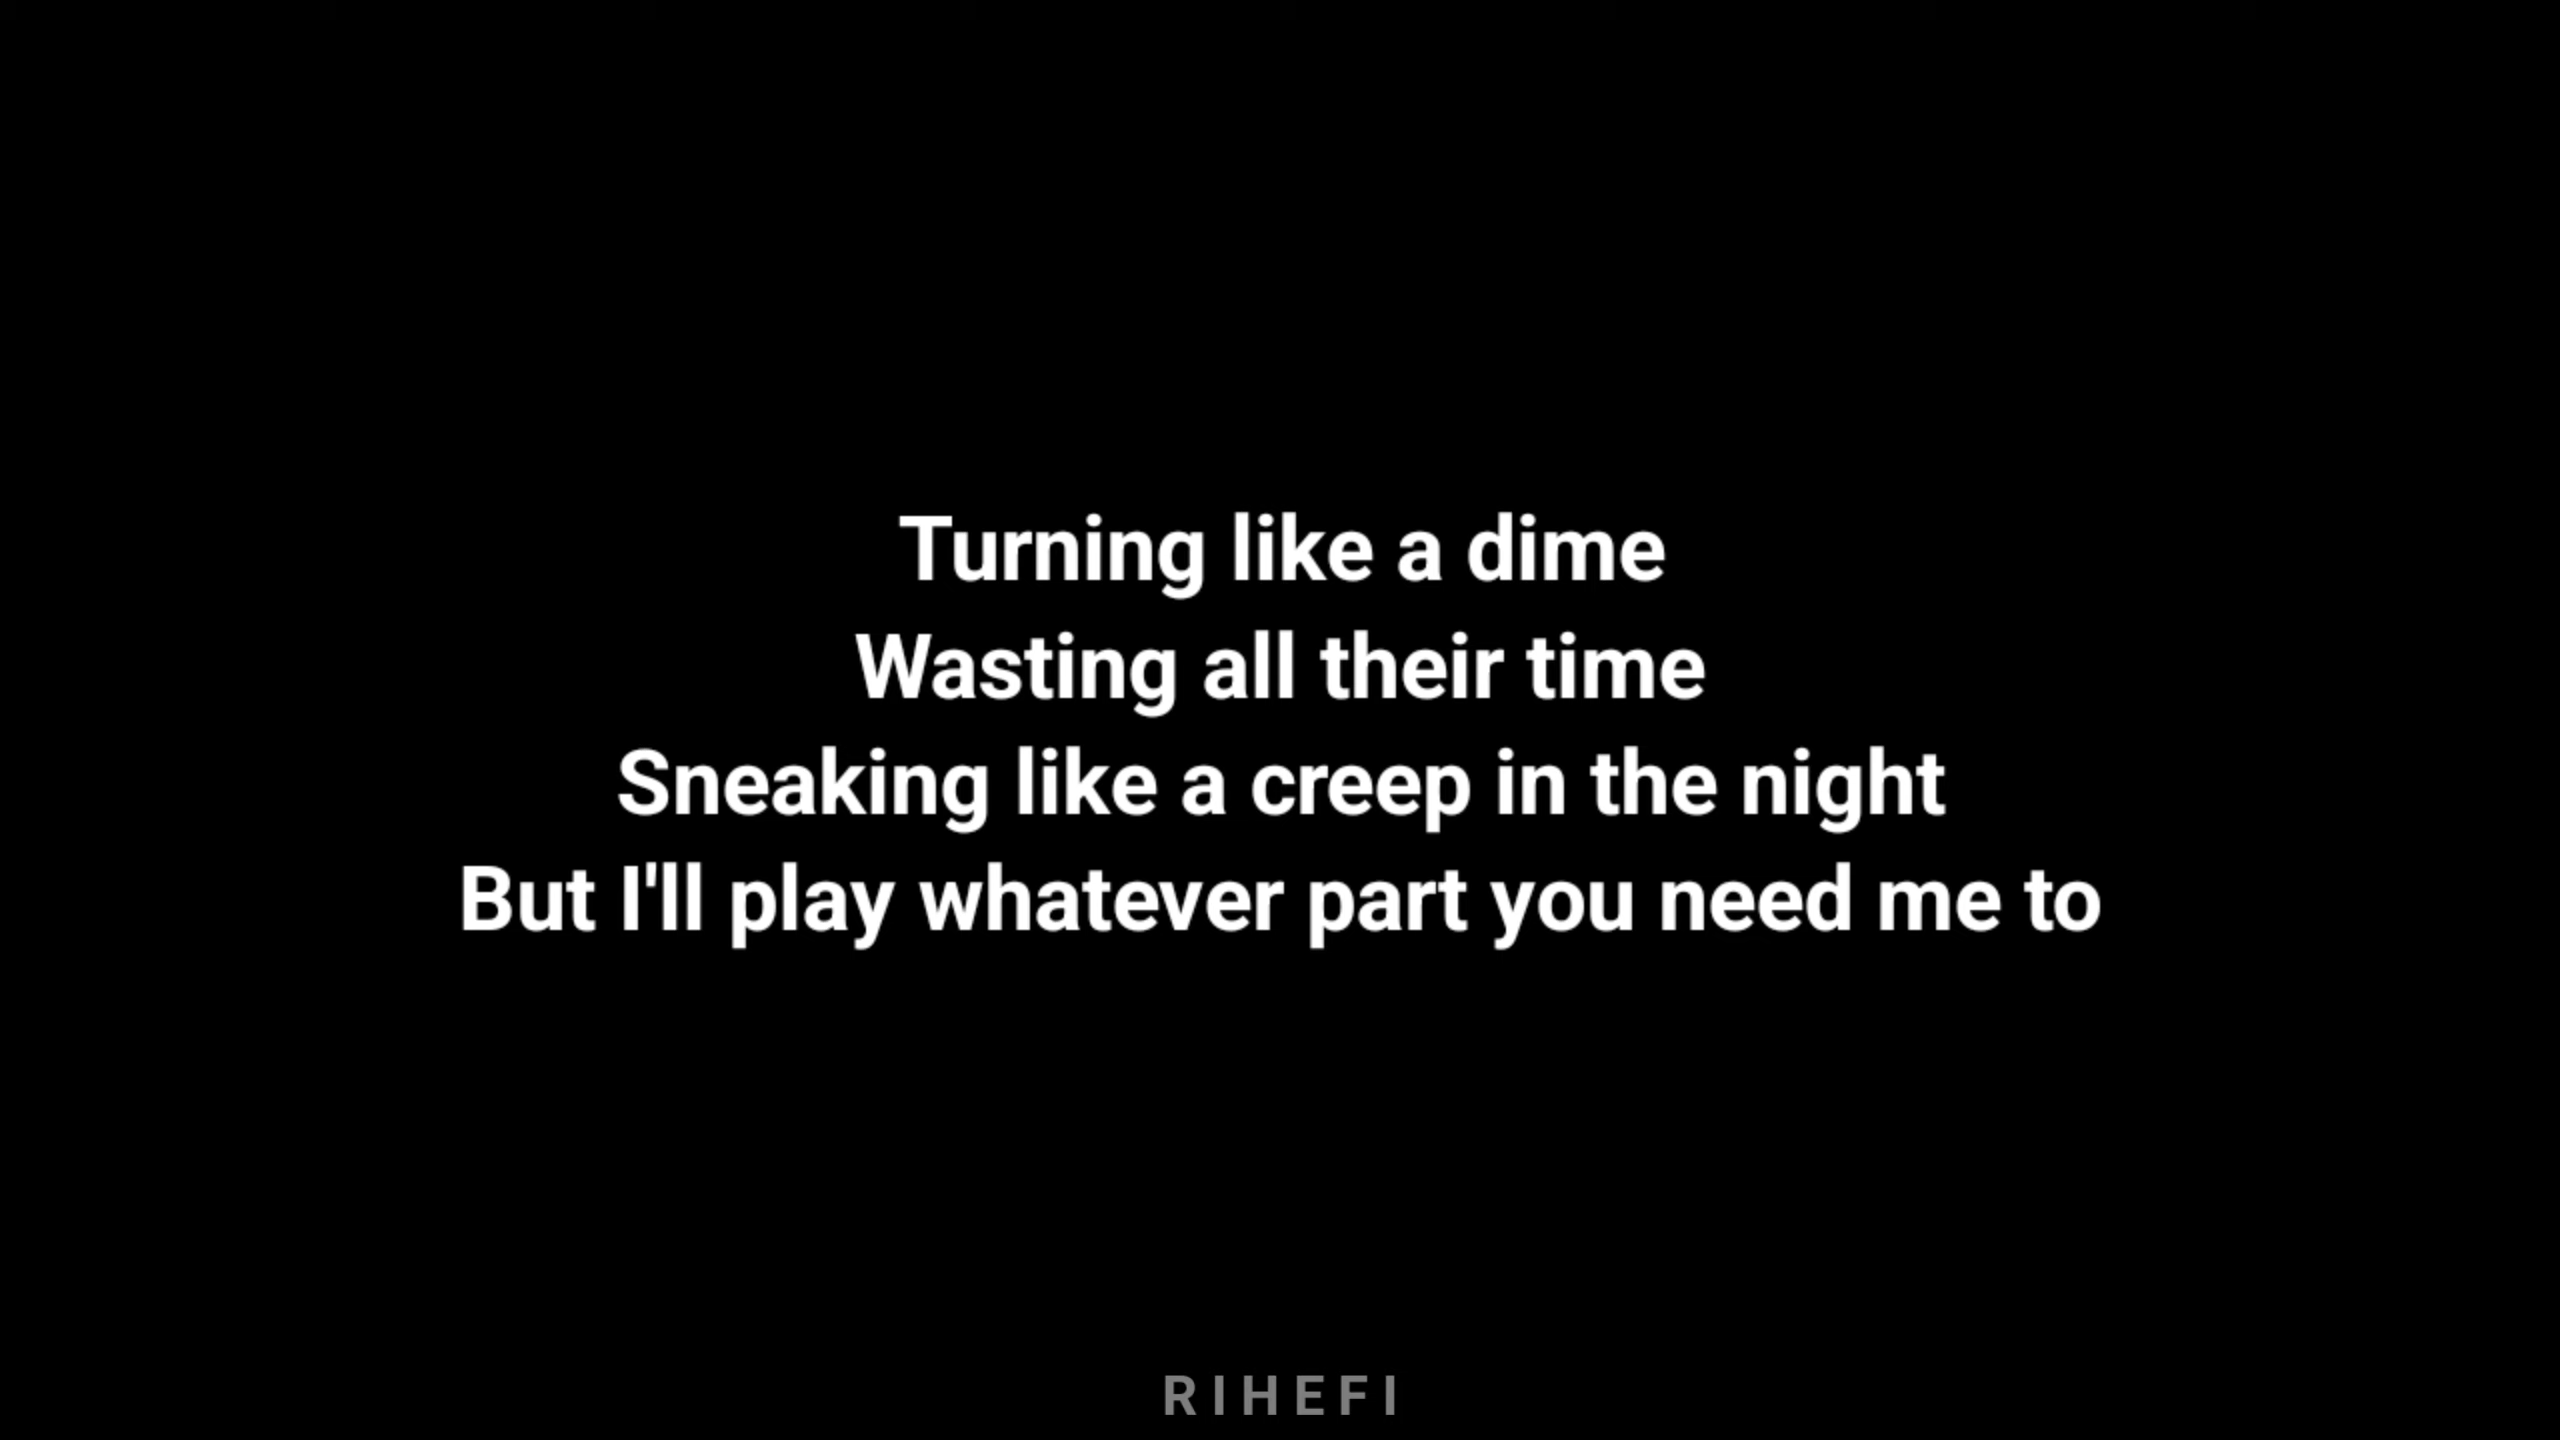 Turning like a dime
Wasting all their time
Sneaking like a creep in the night
But I'll play whatever part you need me to
RIHEFI